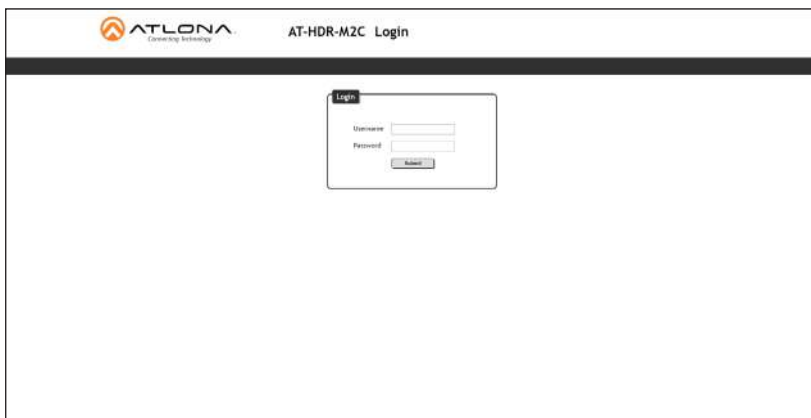 ATLONA
Connecting Technology
AT-HDR-M2C Login
Login
Username
Password
Submit